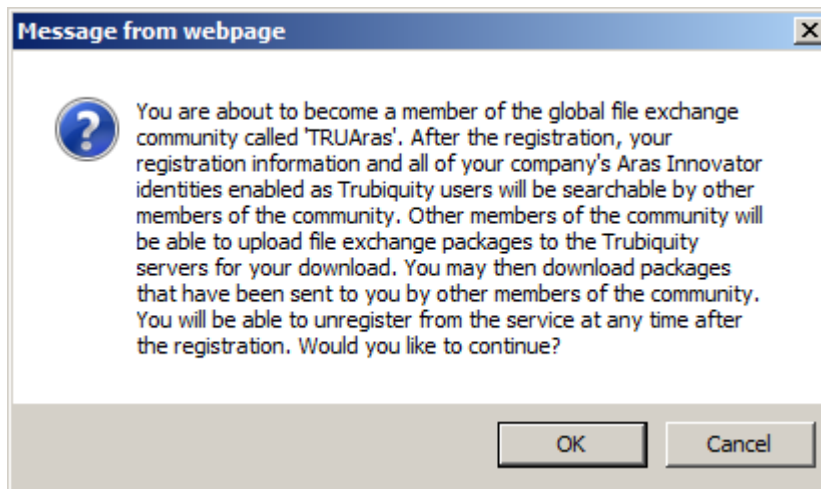 Message from webpage
You are about to become a member of the global file exchange
community called 'TRUAras'. After the registration, your
registration information and all of your company's Aras Innovator
identities enabled as Trubiquity users will be searchable by other
members of the community. Other members of the community will
be able to upload file exchange packages to the Trubiquity
servers for your download. You may then download packages
that have been sent to you by other members of the community.
You will be able to unregister from the service at any time after
the registration. Would you like to continue?
OK
Cancel